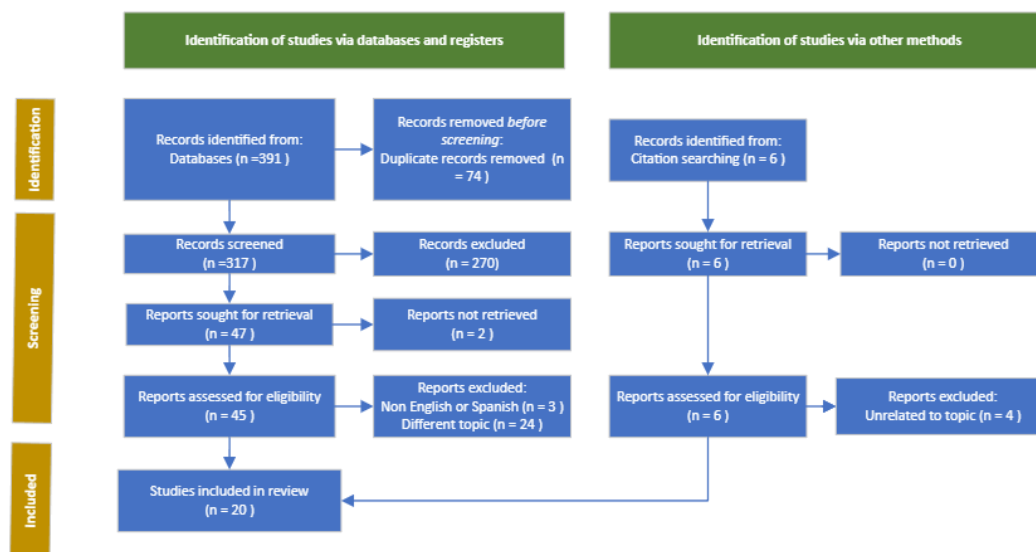 Identification of studies via databases and registers
Identification of studies via other methods
Identification
Records identified from:
Databases (n =391 )
Records removed before
screening:
Duplicate records removed (n
= 74 )
Records identified from:
Citation searching (n = 6 )
Screening
Records screened
(n =317 )
Records excluded
(n = 270)
Reports sought for retrieval
(n = 6 )
Reports not retrieved
(n = 0 )
Reports sought for retrieval
(n = 47 )
Reports not retrieved
(n = 2 )
Reports assessed for eligibility
(n = 45 )
Reports excluded:
Non English or Spanish (n = 3 )
Different topic (n = 24 )
Reports assessed for eligibility
(n = 6 )
Reports excluded:
Unrelated to topic (n = 4 )
Included
Studies included in review
(n = 20 )